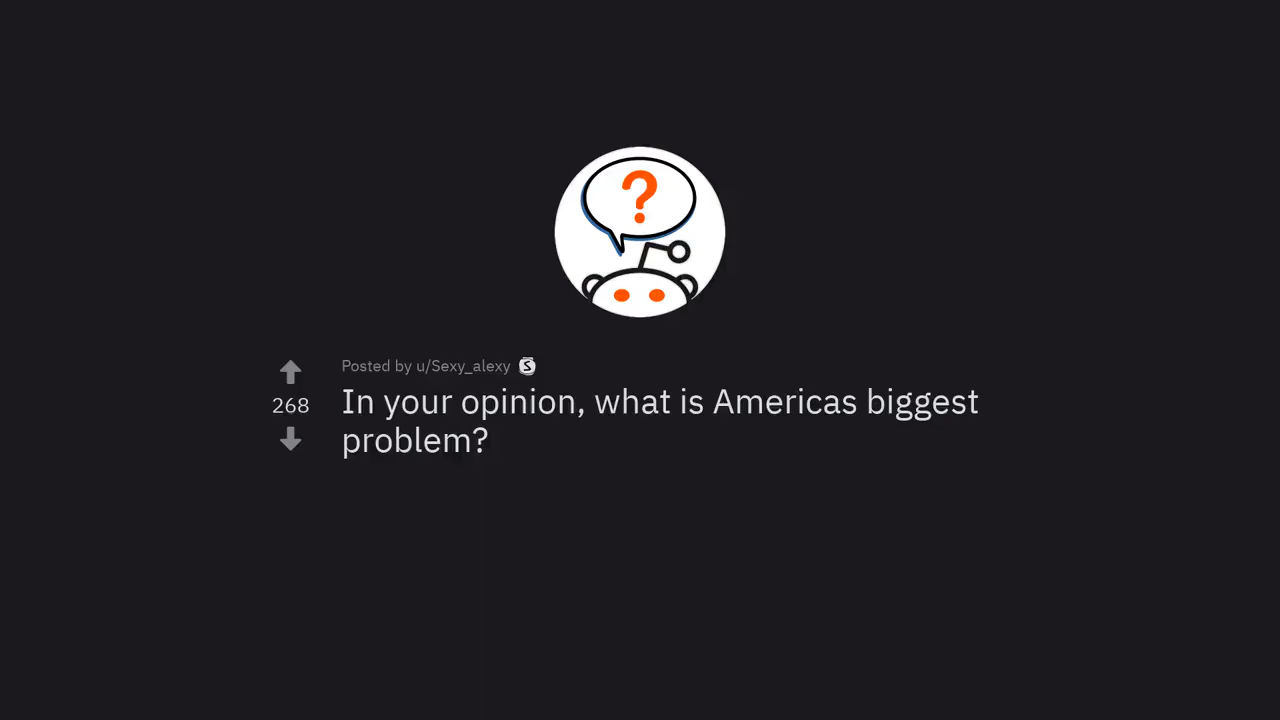 ?
Posted by u/Sexy_alexy S
268
In your opinion, what is Americas biggest
problem?